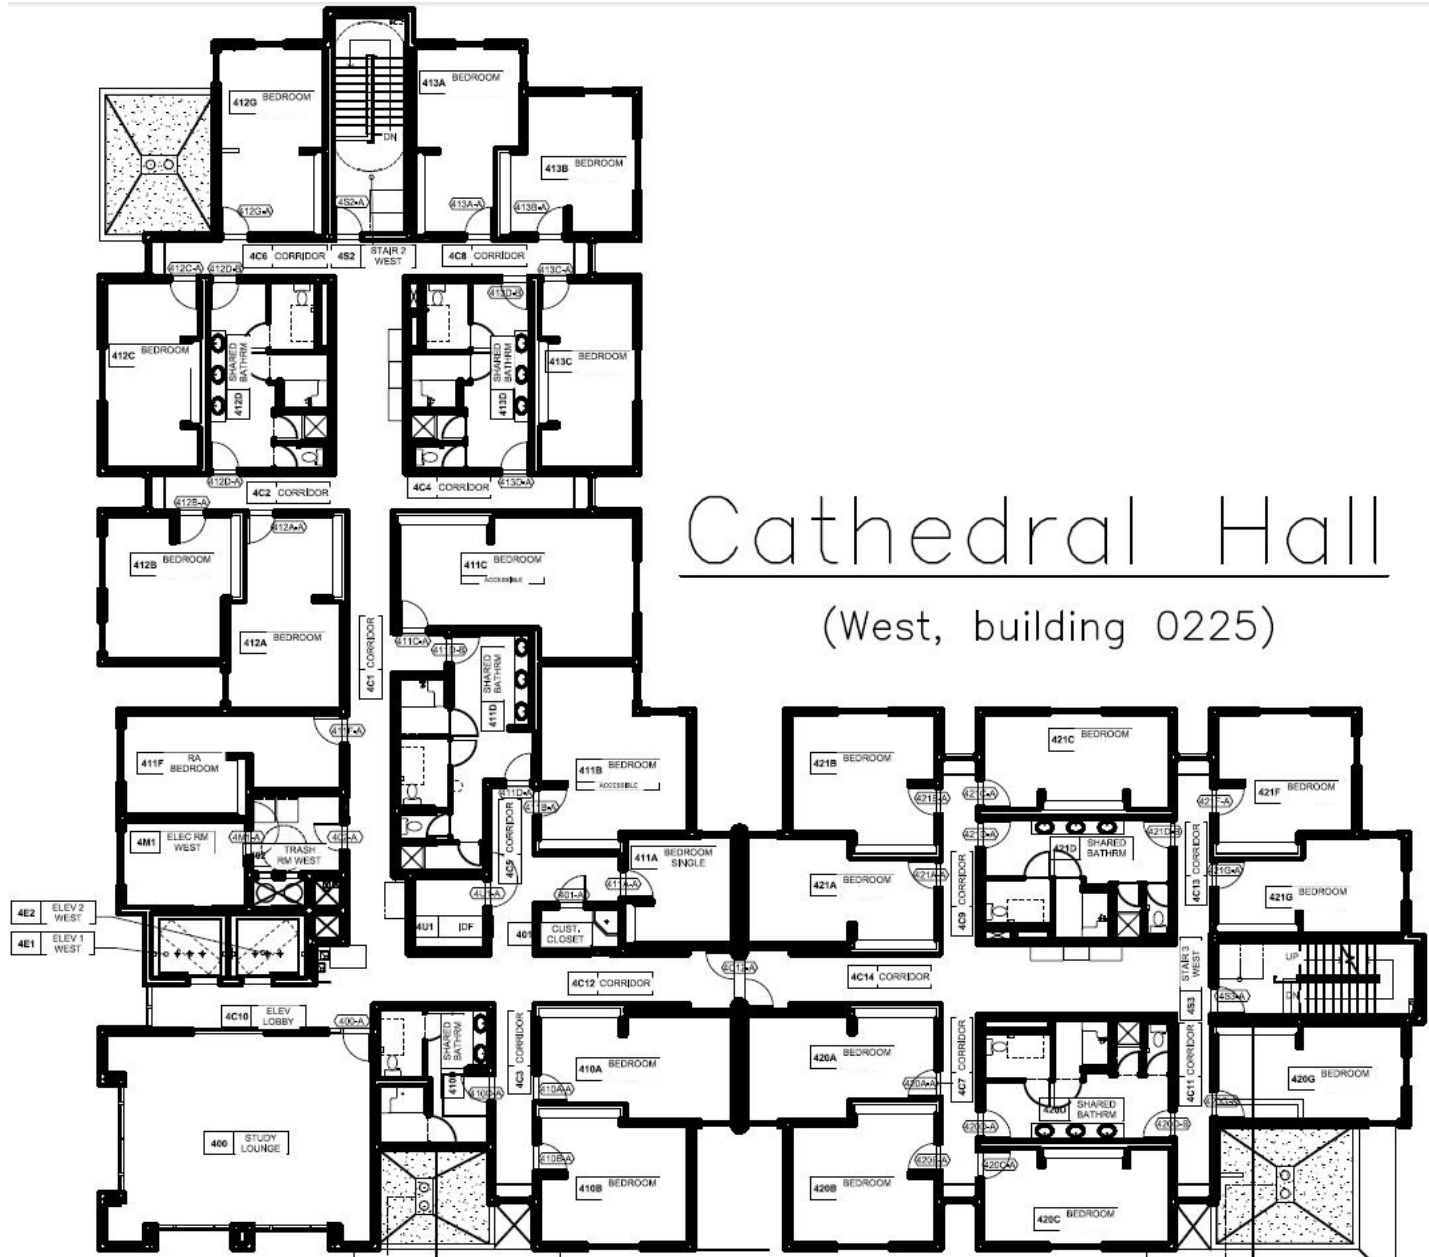 413A BEDROOM
412G BEDROOM
DN
413B BEDROOM
4S2-A
412G-A
413A-A
413B-A
4C6 CORRIDOR
4S2 STAIR 2
WEST
4C8 CORRIDOR
412C-A
412D-B
413D-B
413C-A
412C BEDROOM
SHARED
BATHRM
412D
SHARED
BATHRM
413D
413C BEDROOM
412D-A
4C2 CORRIDOR
4C4 CORRIDOR
413D-A
412B-A
412A-A
Cathedral Hall
(West, building 0225)
412B BEDROOM
411C BEDROOM
ACCESSIBLE
412A BEDROOM
4C1 CORRIDOR
411C-A
411D-B
SHARED
BATHRM
411D
411F-A
411F RA
BEDROOM
411B BEDROOM
ACCESSIBLE
411D-A
411B-A
421B BEDROOM
421C BEDROOM
421B-A
421C-A
421F-A
421F BEDROOM
4M1 ELEC RM
WEST
4M1-A
402-A
TRASH
RM WEST
4C5 CORRIDOR
411A BEDROOM
SINGLE
421D-A
421D SHARED
BATHRM
421D-B
4C13 CORRIDOR
421A BEDROOM
421A-A
4C9 CORRIDOR
421G-A
421G BEDROOM
411A-A
401-A
4U1-A
4E2 ELEV 2
WEST
4E1 ELEV 1
WEST
4U1 IDF
401 CUST.
CLOSET
4C12-A
4C12 CORRIDOR
4C14 CORRIDOR
STAIR 3
WEST
4S3
UP
DN
4S3-A
4C10 ELEV
LOBBY
400-A
SHARED
BATHRM
410D
410D-A
4C3 CORRIDOR
410A BEDROOM
410A-A
420A BEDROOM
420A-A
4C7 CORRIDOR
4C11 CORRIDOR
420G BEDROOM
420G-A
420D SHARED
BATHRM
420D-A
420D-B
400 STUDY
LOUNGE
410B-A
410B BEDROOM
420B BEDROOM
420B-A
420C-A
420C BEDROOM